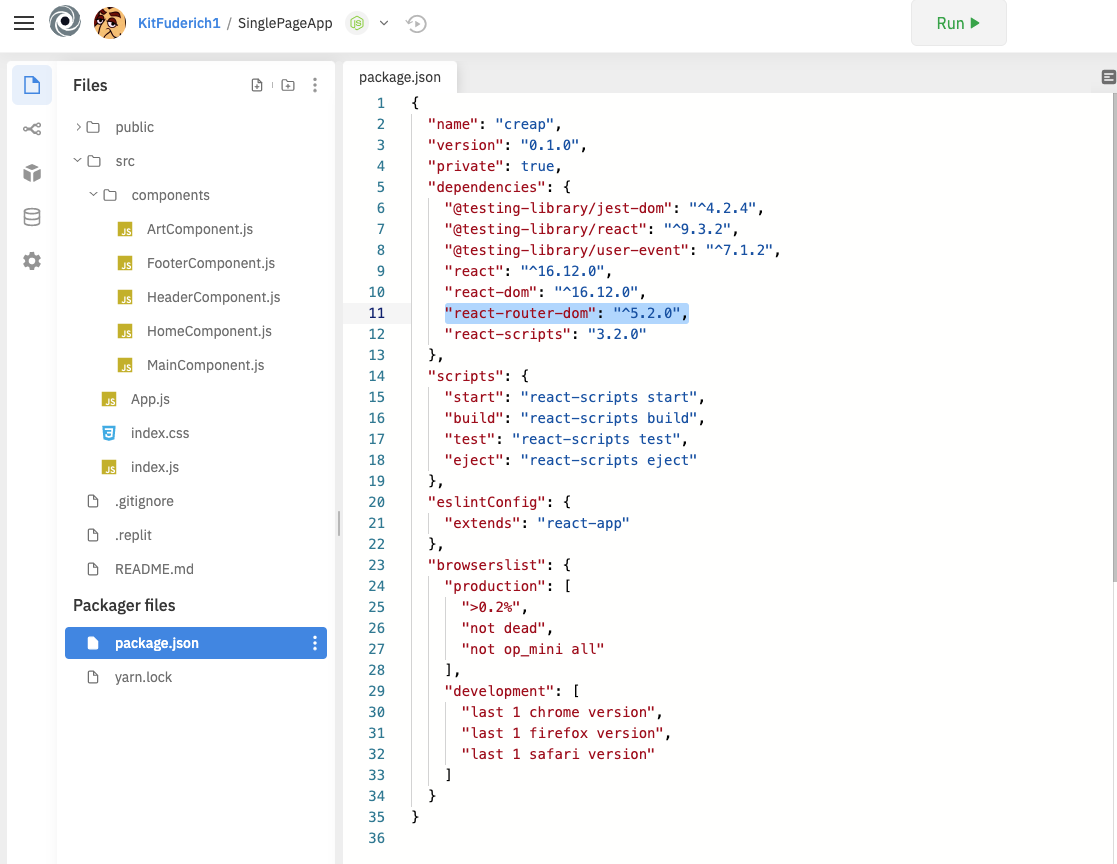 KitFuderich1 / SinglePageApp
Run
Files
public
src
components
ArtComponent.js
FooterComponent.js
HeaderComponent.js
HomeComponent.js
MainComponent.js
App.js
index.css
index.js
.gitignore
.replit
README.md
Packager files
package.json
yarn.lock
package.json
1 {
2 "name": "creap",
3 "version": "0.1.0",
4 "private": true,
5 "dependencies": {
6 "@testing-library/jest-dom": "^4.2.4",
7 "@testing-library/react": "^9.3.2",
8 "@testing-library/user-event": "^7.1.2",
9 "react": "^16.12.0",
10 "react-dom": "^16.12.0",
11 "react-router-dom": "^5.2.0",
12 "react-scripts": "3.2.0"
13 },
14 "scripts": {
15 "start": "react-scripts start",
16 "build": "react-scripts build",
17 "test": "react-scripts test",
18 "eject": "react-scripts eject"
19 },
20 "eslintConfig": {
21 "extends": "react-app"
22 },
23 "browserslist": {
24 "production": [
25 ">0.2%",
26 "not dead",
27 "not op_mini all"
28 ],
29 "development": [
30 "last 1 chrome version",
31 "last 1 firefox version",
32 "last 1 safari version"
33 ]
34 }
35 }
36